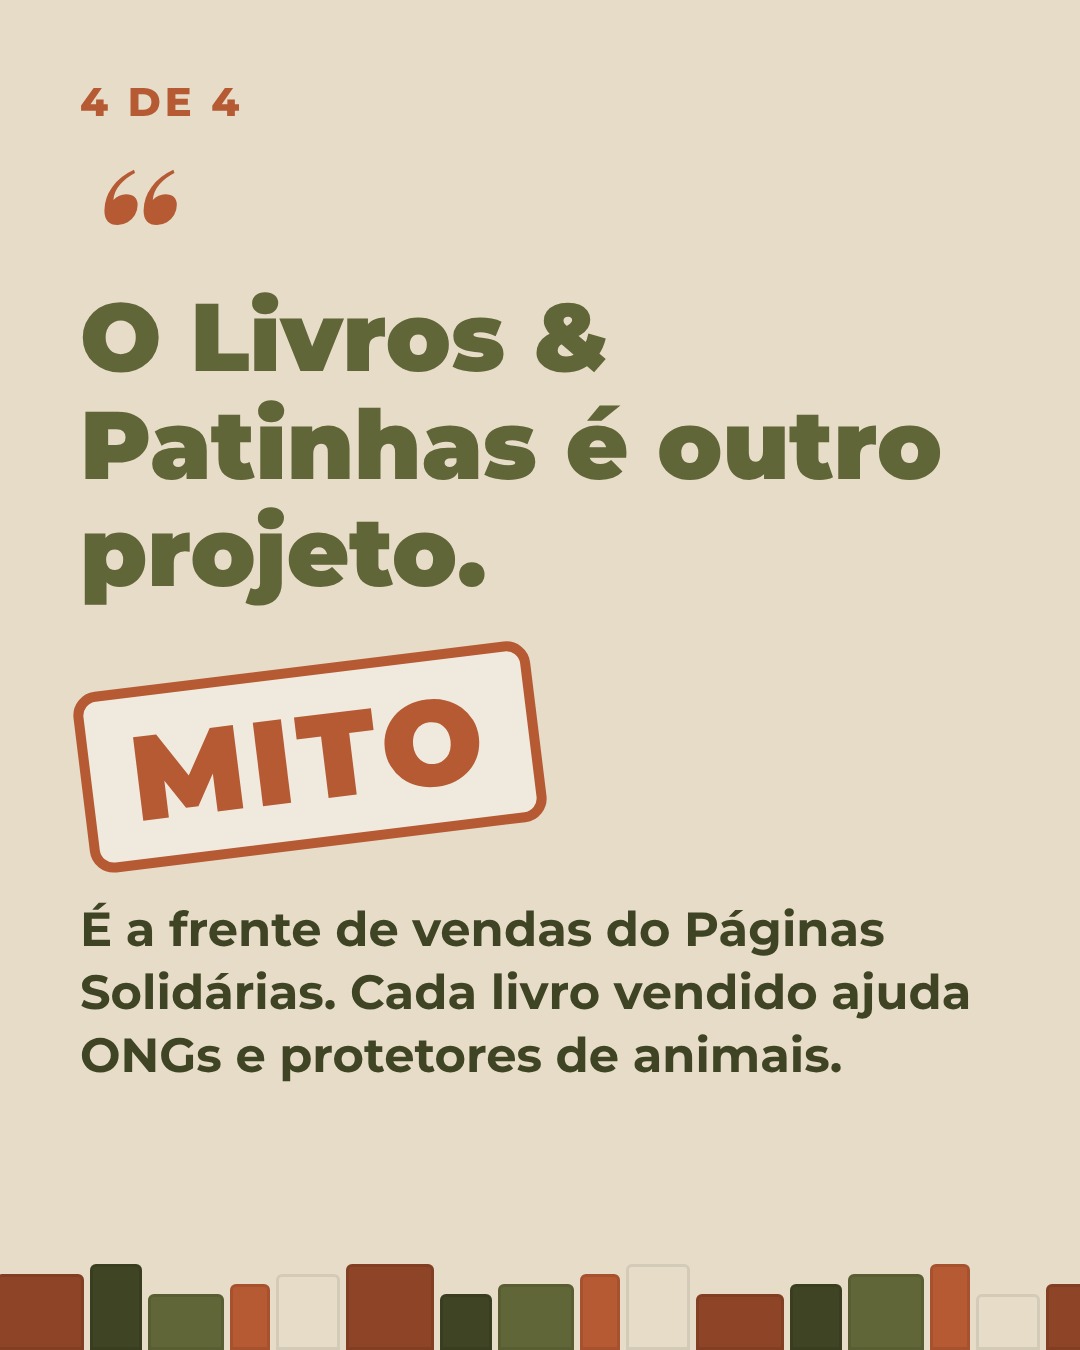 4 DE 4
“
O Livros &
Patinhas é outro
projeto.
MITO
É a frente de vendas do Páginas
Solidárias. Cada livro vendido ajuda
ONGs e protetores de animais.